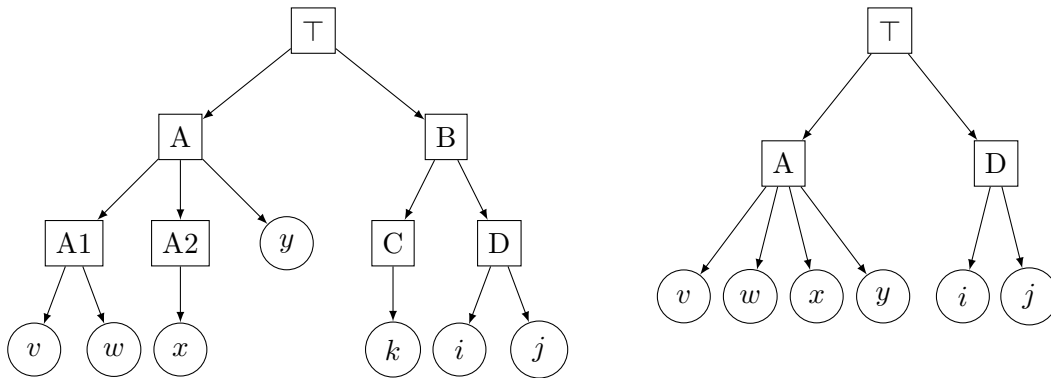 ⊤ ⊤
A B
A D
A1 A2 y C D
v w x y i j
v w x k i j